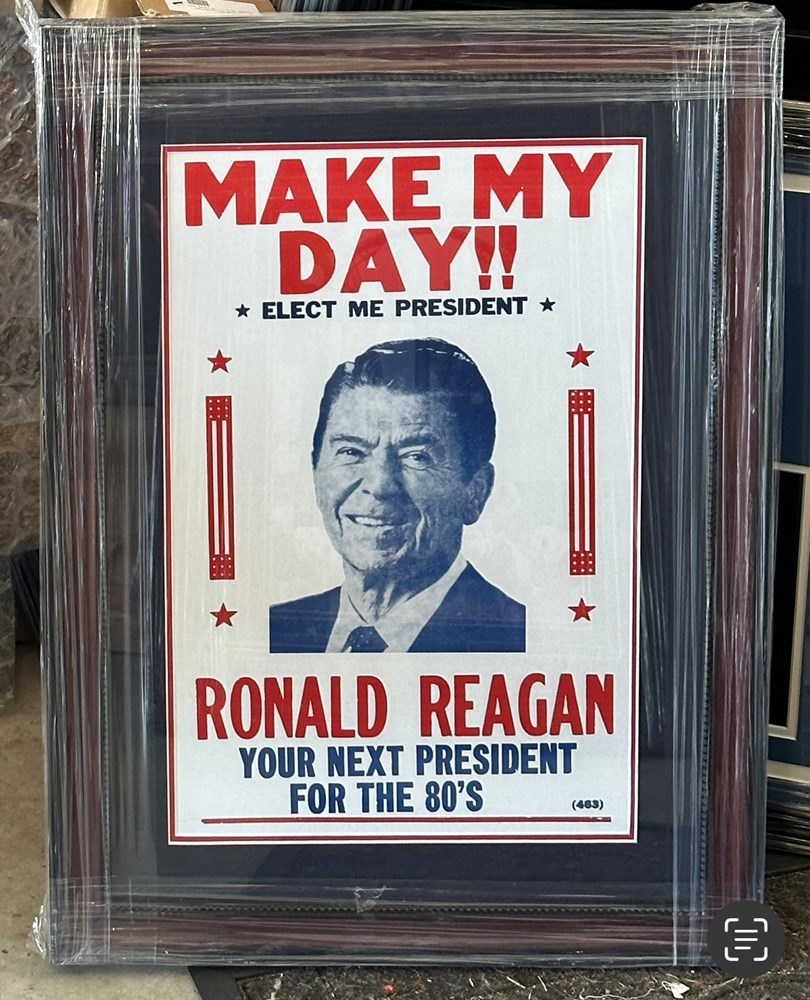 MAKE MY
DAY!!
★ ELECT ME PRESIDENT ★
RONALD REAGAN
YOUR NEXT PRESIDENT
FOR THE 80'S
(463)